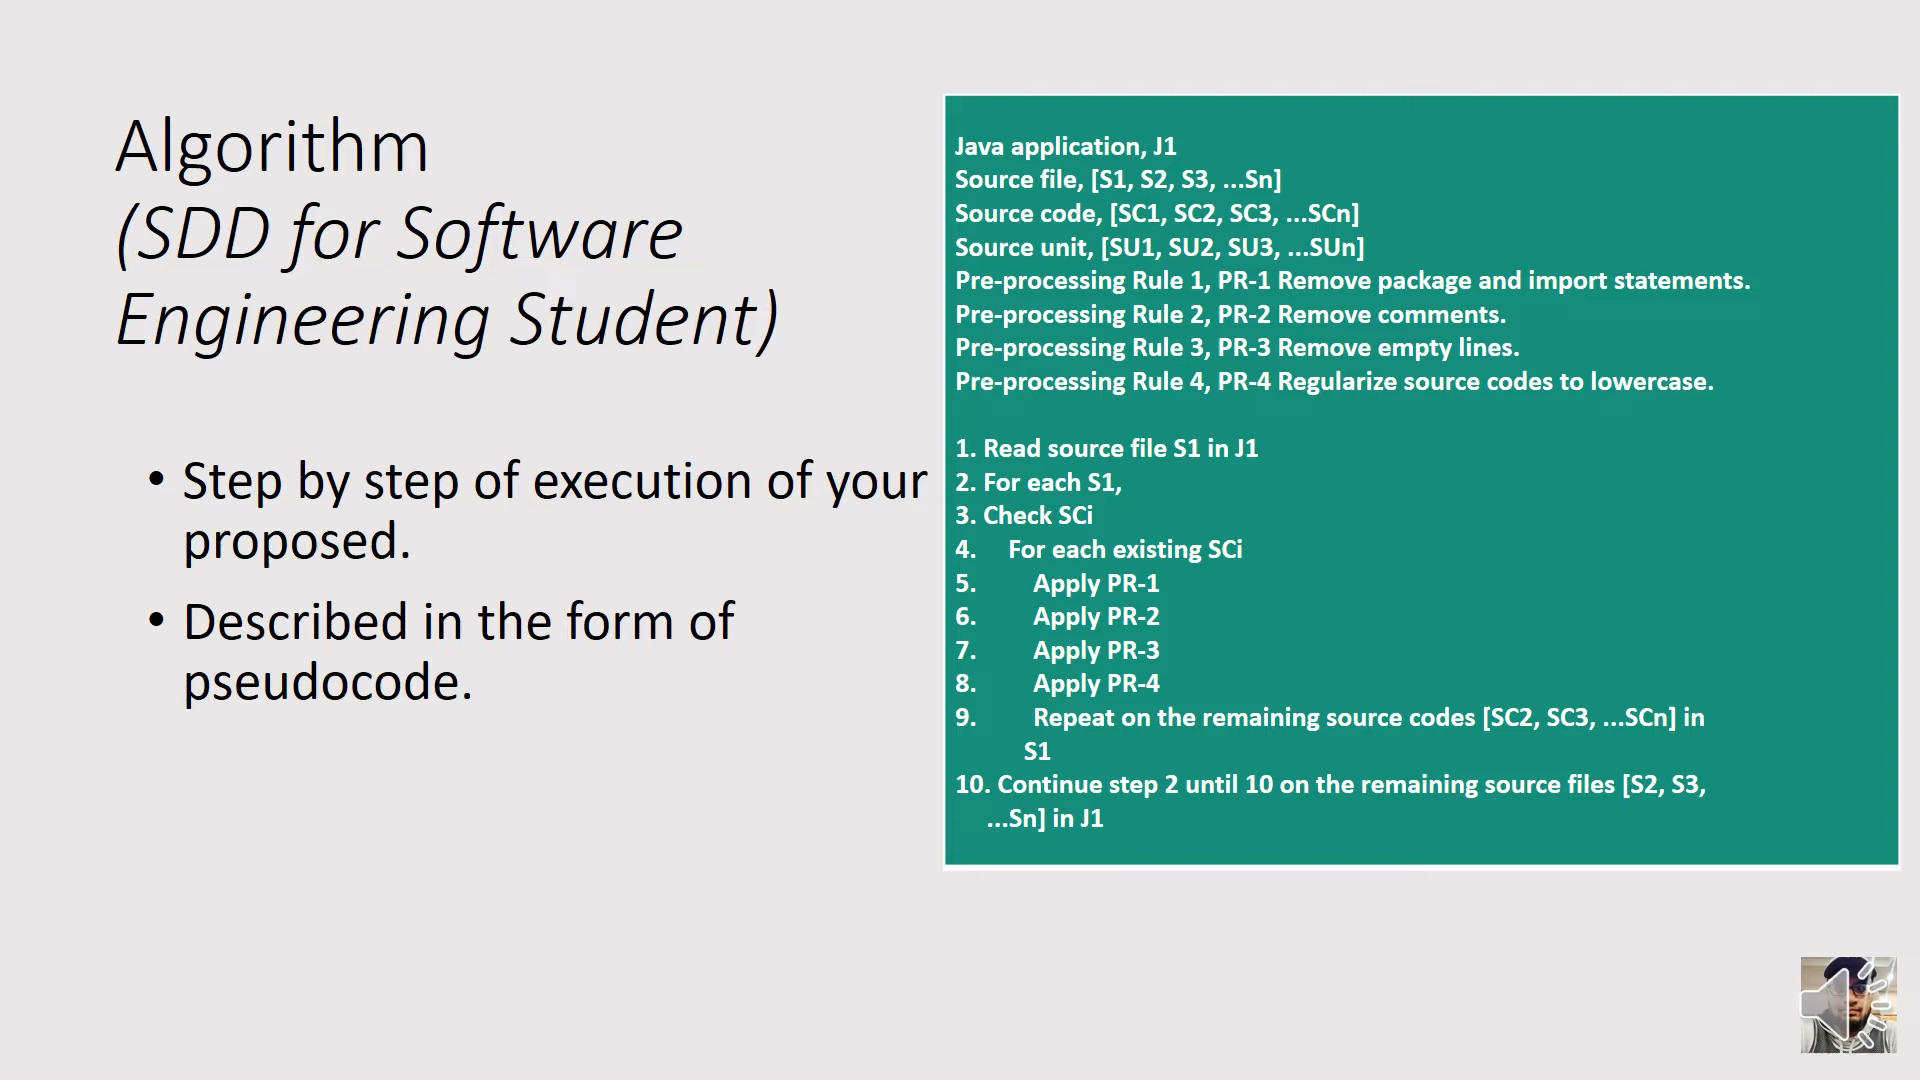 Algorithm
(SDD for Software
Engineering Student)
• Step by step of execution of your
proposed.
• Described in the form of
pseudocode.
Java application, J1
Source file, [S1, S2, S3, ...Sn]
Source code, [SC1, SC2, SC3, ...SCn]
Source unit, [SU1, SU2, SU3, ...SUn]
Pre-processing Rule 1, PR-1 Remove package and import statements.
Pre-processing Rule 2, PR-2 Remove comments.
Pre-processing Rule 3, PR-3 Remove empty lines.
Pre-processing Rule 4, PR-4 Regularize source codes to lowercase.
1. Read source file S1 in J1
2. For each S1,
3. Check SCi
4. For each existing SCi
5. Apply PR-1
6. Apply PR-2
7. Apply PR-3
8. Apply PR-4
9. Repeat on the remaining source codes [SC2, SC3, ...SCn] in
S1
10. Continue step 2 until 10 on the remaining source files [S2, S3,
...Sn] in J1